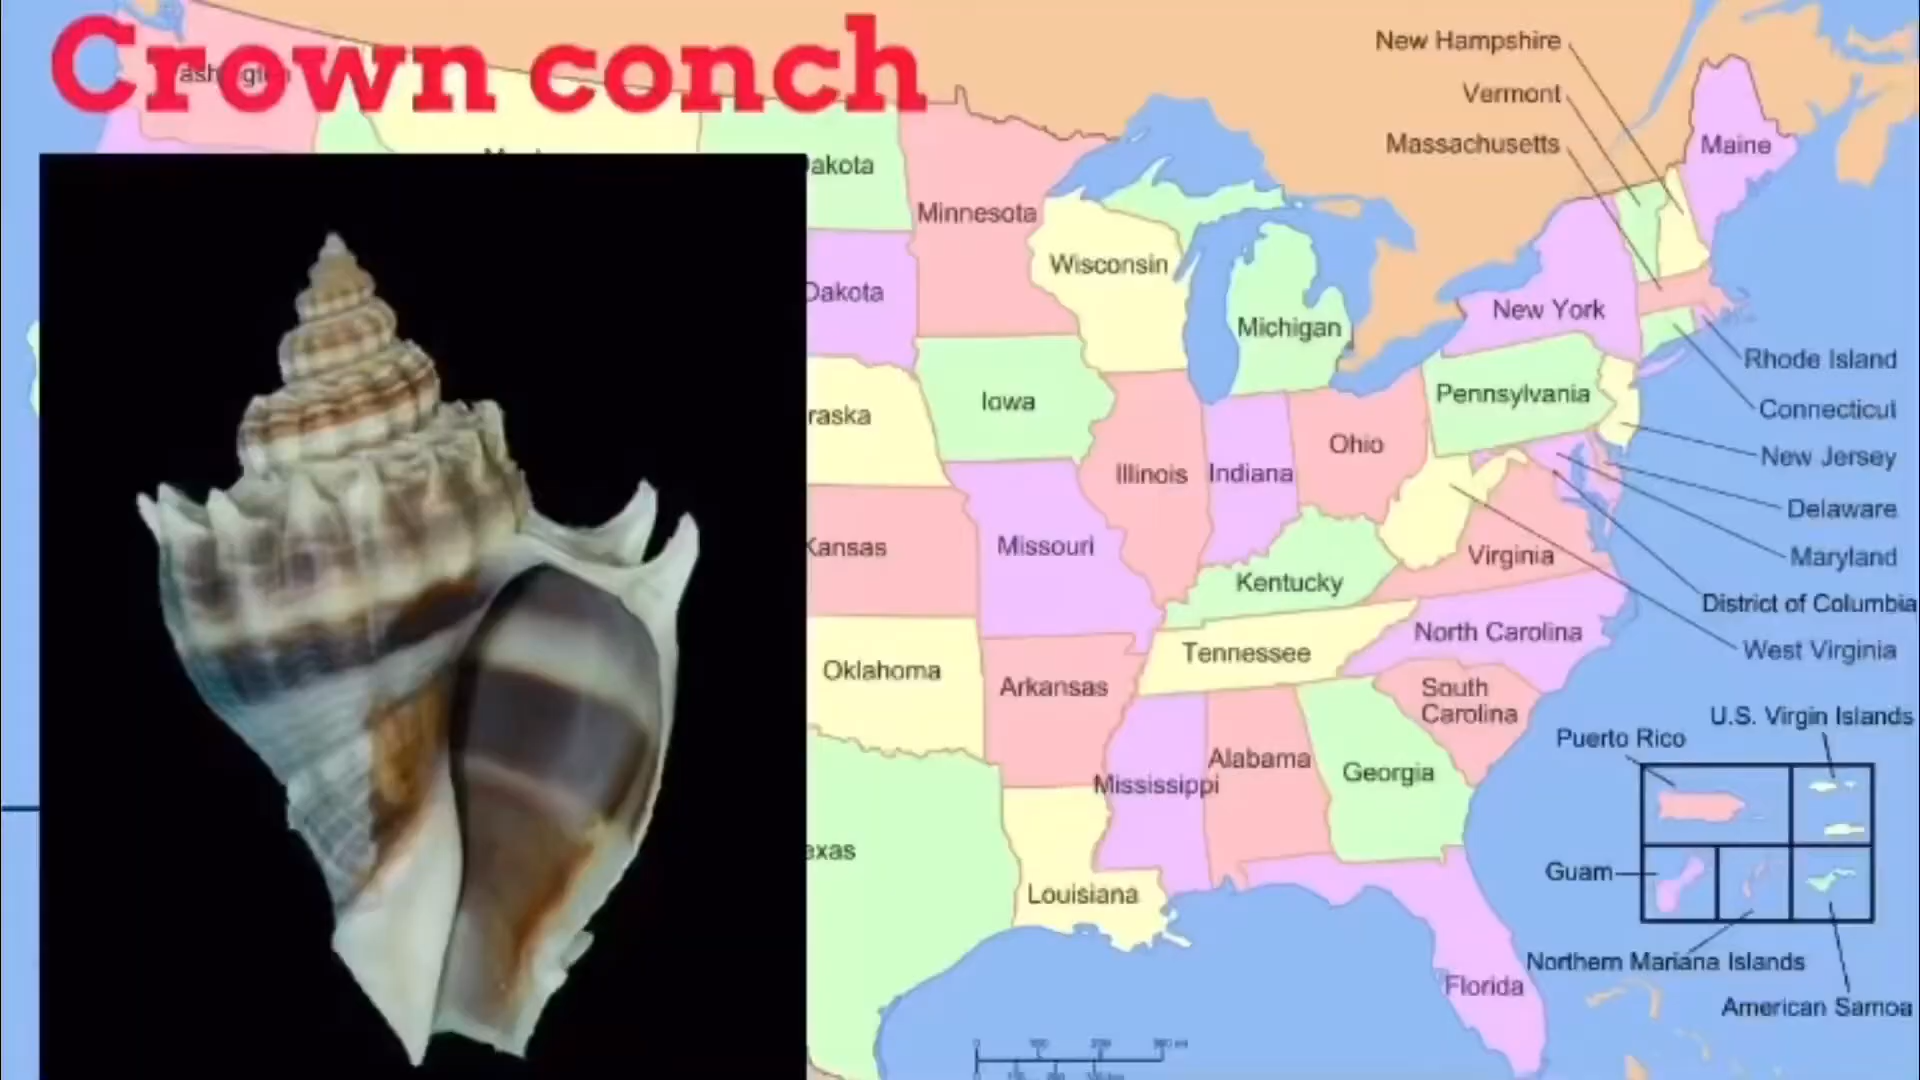 Crown conch
New Hampshire
Vermont
Massachusetts
Maine
Dakota
Minnesota
Wisconsin
Dakota
Michigan
New York
Rhode Island
Pennsylvania
Iowa
Connecticut
raska
Ohio
New Jersey
Illinois
Indiana
Delaware
Kansas
Missouri
Virginia
Maryland
Kentucky
District of Columbia
North Carolina
Tennessee
West Virginia
Oklahoma
Arkansas
South
Carolina
U.S. Virgin Islands
Puerto Rico
Alabama
Georgia
Mississippi
exas
Guam
Louisiana
Northern Mariana Islands
Florida
American Samoa